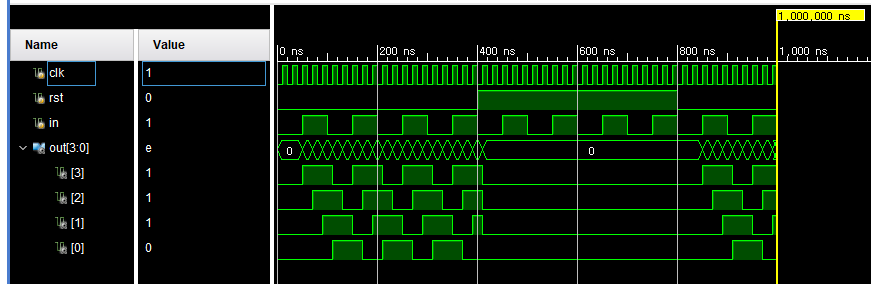 1,000,000 ns
Name Value 0 ns 200 ns 400 ns 600 ns 800 ns 1,000 ns
clk 1
rst 0
in 1
out[3:0] e 0 0
[3] 1
[2] 1
[1] 1
[0] 0